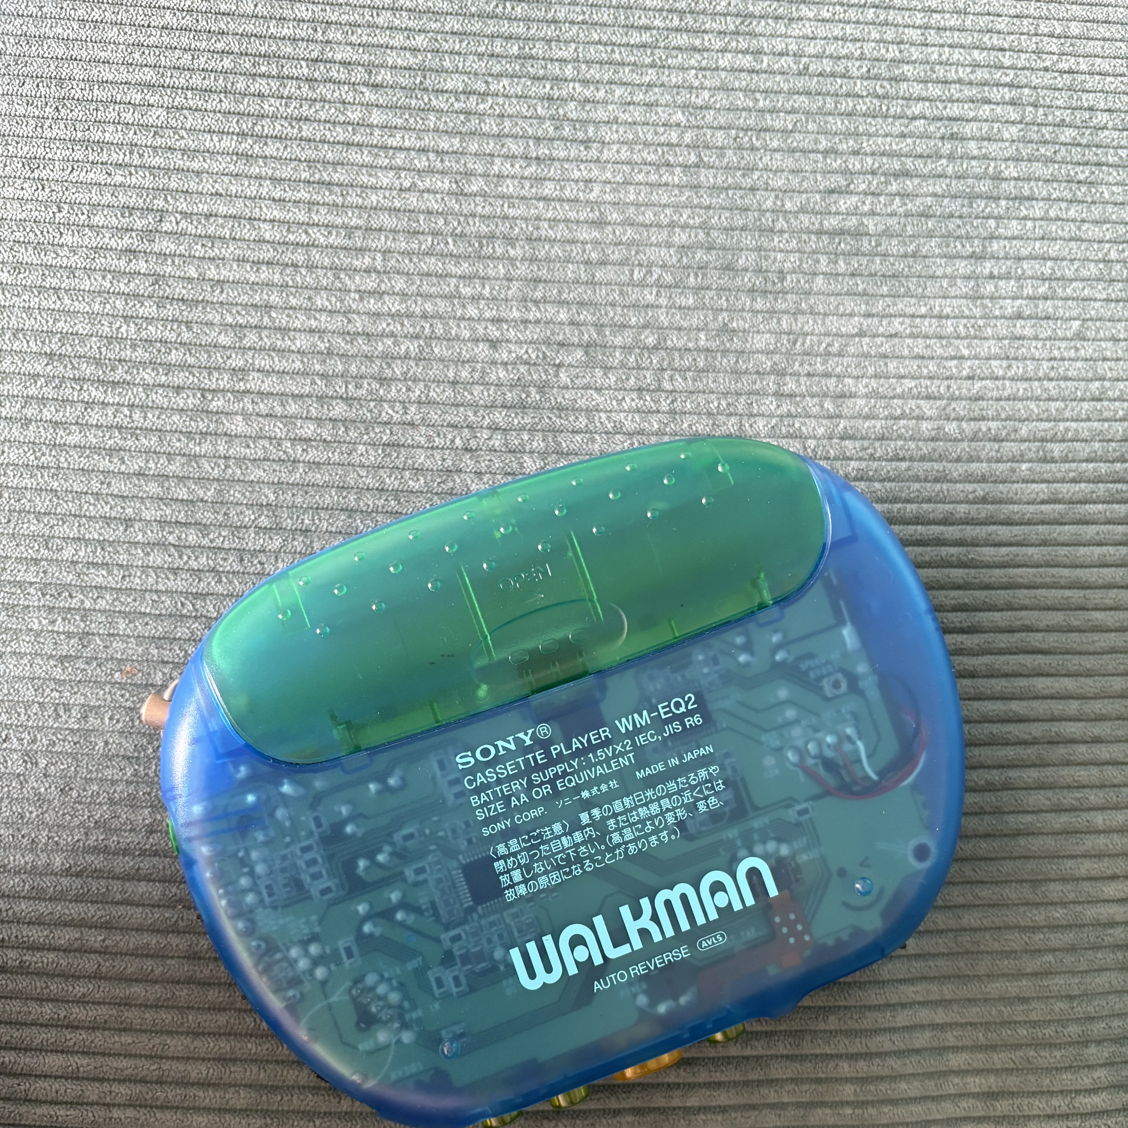 OPEN
SONY®
CASSETTE PLAYER WM-EQ2
BATTERY SUPPLY: 1.5V×2 IEC, JIS R6
SIZE AA OR EQUIVALENT
SONY CORP. ソニー株式会社 MADE IN JAPAN
〈高温にご注意〉 夏季の直射日光の当たる所や
閉め切った自動車内、または熱器具の近くには
放置しないで下さい。(高温により変形、変色、
故障の原因になることがあります。)
WALKMAN
AUTO REVERSE AVLS